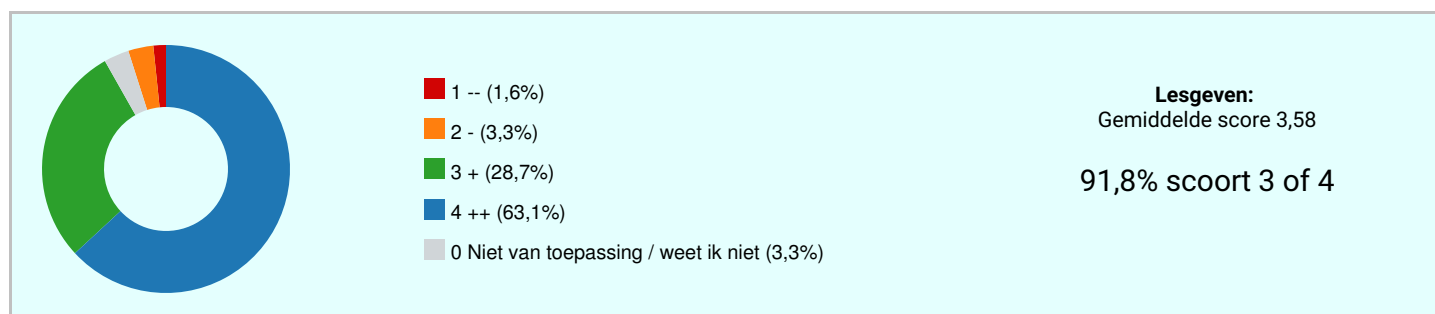 1 -- (1,6%)
2 - (3,3%)
3 + (28,7%)
4 ++ (63,1%)
0 Niet van toepassing / weet ik niet (3,3%)
Lesgeven:
Gemiddelde score 3,58
91,8% scoort 3 of 4